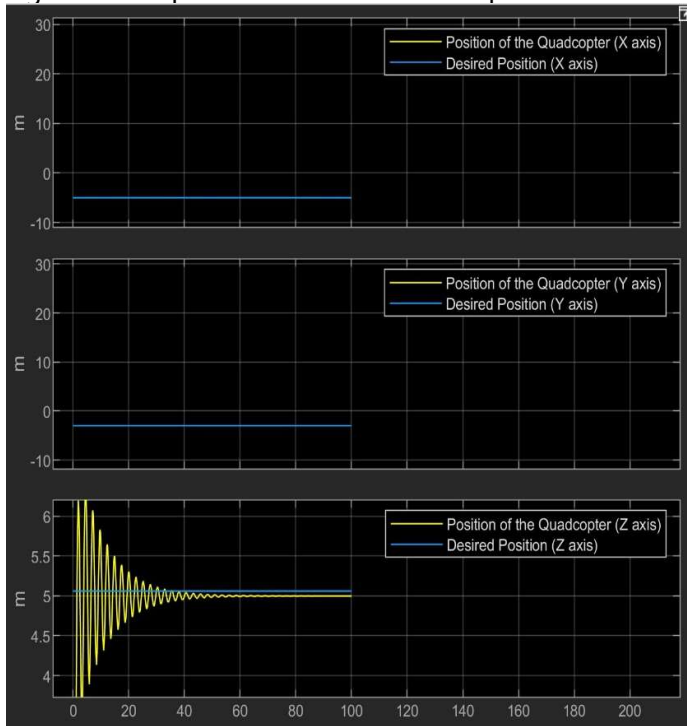 30
20
10
0
-10
m
Position of the Quadcopter (X axis)
Desired Position (X axis)
30
20
10
0
-10
m
Position of the Quadcopter (Y axis)
Desired Position (Y axis)
6
5.5
5
4.5
4
m
Position of the Quadcopter (Z axis)
Desired Position (Z axis)
0 20 40 60 80 100 120 140 160 180 200